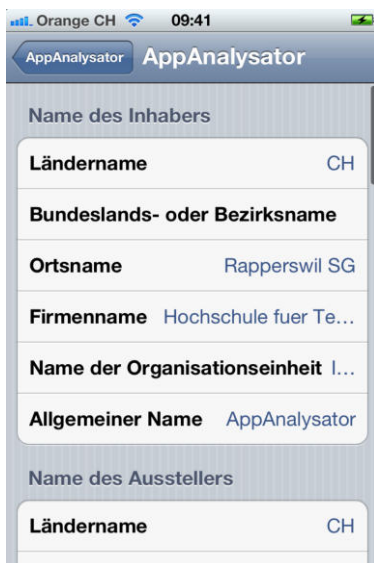 Orange CH 09:41
AppAnalysator AppAnalysator
Name des Inhabers
Ländername CH
Bundeslands- oder Bezirksname
Ortsname Rapperswil SG
Firmenname Hochschule fuer Te...
Name der Organisationseinheit I...
Allgemeiner Name AppAnalysator
Name des Ausstellers
Ländername CH